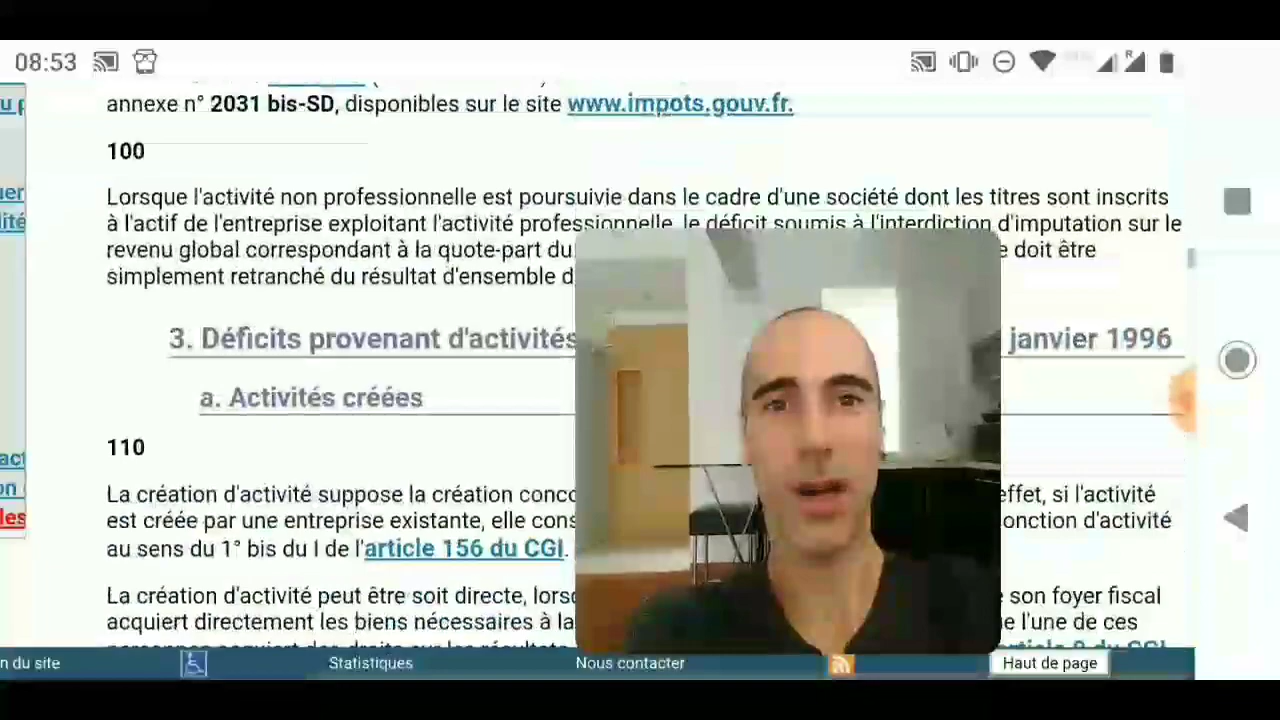 08:53
annexe n° 2031 bis-SD, disponibles sur le site www.impots.gouv.fr.
100
Lorsque l'activité non professionnelle est poursuivie dans le cadre d'une société dont les titres sont inscrits
à l'actif de l'entreprise exploitant l'activité professionnelle, le déficit soumis à l'interdiction d'imputation sur le
revenu global correspondant à la quote-part du e doit être
simplement retranché du résultat d'ensemble d
3. Déficits provenant d'activités janvier 1996
a. Activités créées
110
La création d'activité suppose la création conco effet, si l'activité
est créée par une entreprise existante, elle cons onction d'activité
au sens du 1° bis du I de l'article 156 du CGI.
La création d'activité peut être soit directe, lorsc e son foyer fiscal
acquiert directement les biens nécessaires à la ue l'une de ces
n du site Statistiques Nous contacter Haut de page